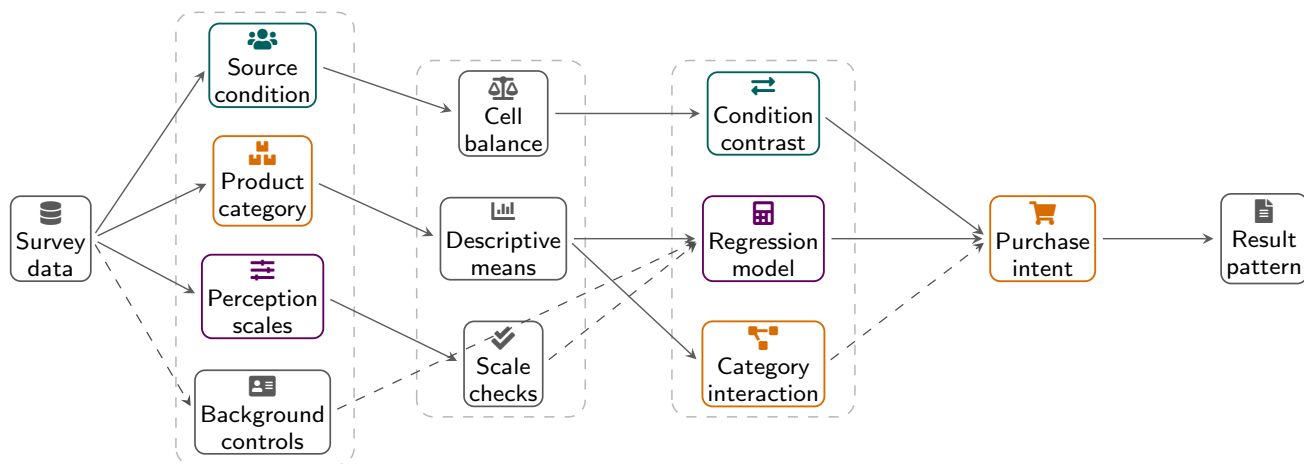 Survey
data
Source
condition
Product
category
Perception
scales
Background
controls
Cell
balance
Descriptive
means
Scale
checks
Condition
contrast
Regression
model
Category
interaction
Purchase
intent
Result
pattern